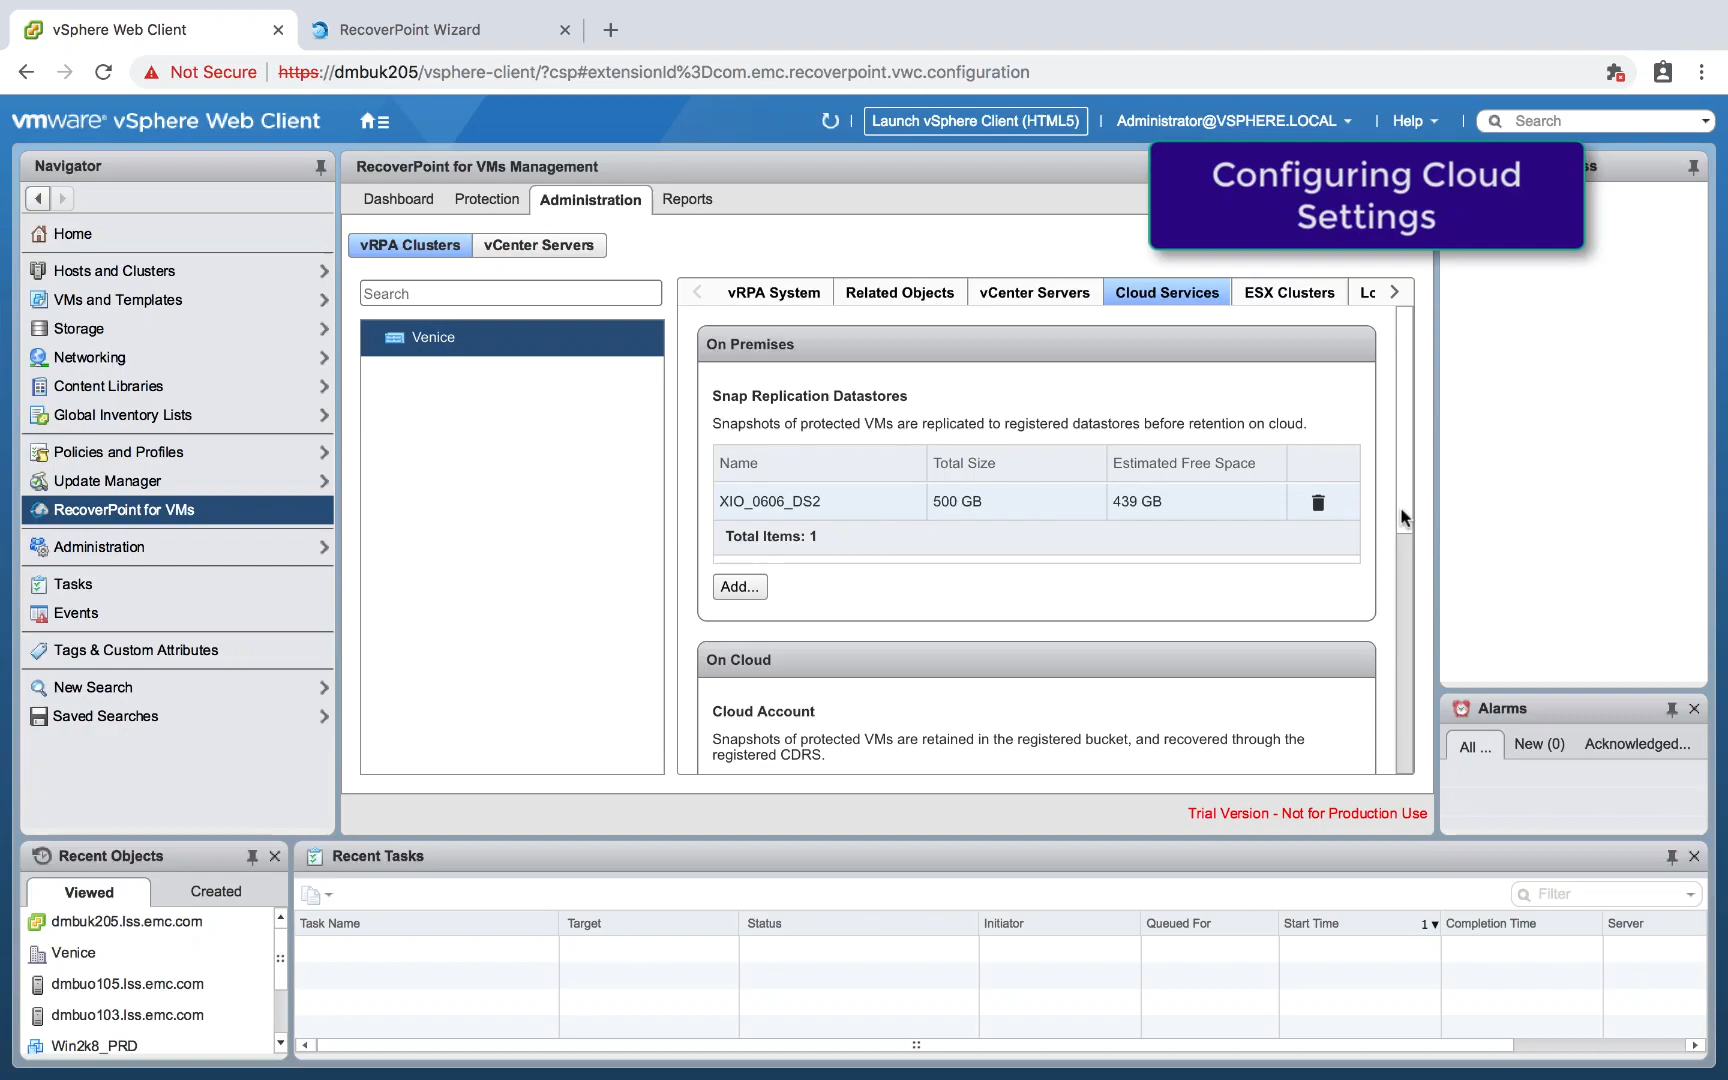 vSphere Web Client
RecoverPoint Wizard
Not Secure
https://dmbuk205/vsphere-client/?csp#extensionId%3Dcom.emc.recoverpoint.vwc.configuration
vmware® vSphere Web Client
Launch vSphere Client (HTML5)
Administrator@VSPHERE.LOCAL
Help
Search
Configuring Cloud
Settings
Navigator
Home
Hosts and Clusters
VMs and Templates
Storage
Networking
Content Libraries
Global Inventory Lists
Policies and Profiles
Update Manager
RecoverPoint for VMs
Administration
Tasks
Events
Tags & Custom Attributes
New Search
Saved Searches
RecoverPoint for VMs Management
Dashboard Protection Administration Reports
vRPA Clusters vCenter Servers
Search
Venice
vRPA System Related Objects vCenter Servers Cloud Services ESX Clusters Lc
On Premises
Snap Replication Datastores
Snapshots of protected VMs are replicated to registered datastores before retention on cloud.
Name Total Size Estimated Free Space
XIO_0606_DS2 500 GB 439 GB
Total Items: 1
Add...
On Cloud
Cloud Account
Snapshots of protected VMs are retained in the registered bucket, and recovered through the
registered CDRS.
Trial Version - Not for Production Use
ss
Alarms
All ... New (0) Acknowledged...
Recent Objects
Viewed Created
dmbuk205.lss.emc.com
Venice
dmbuo105.lss.emc.com
dmbuo103.lss.emc.com
Win2k8_PRD
Recent Tasks
Filter
Task Name Target Status Initiator Queued For Start Time 1 ▼ Completion Time Server